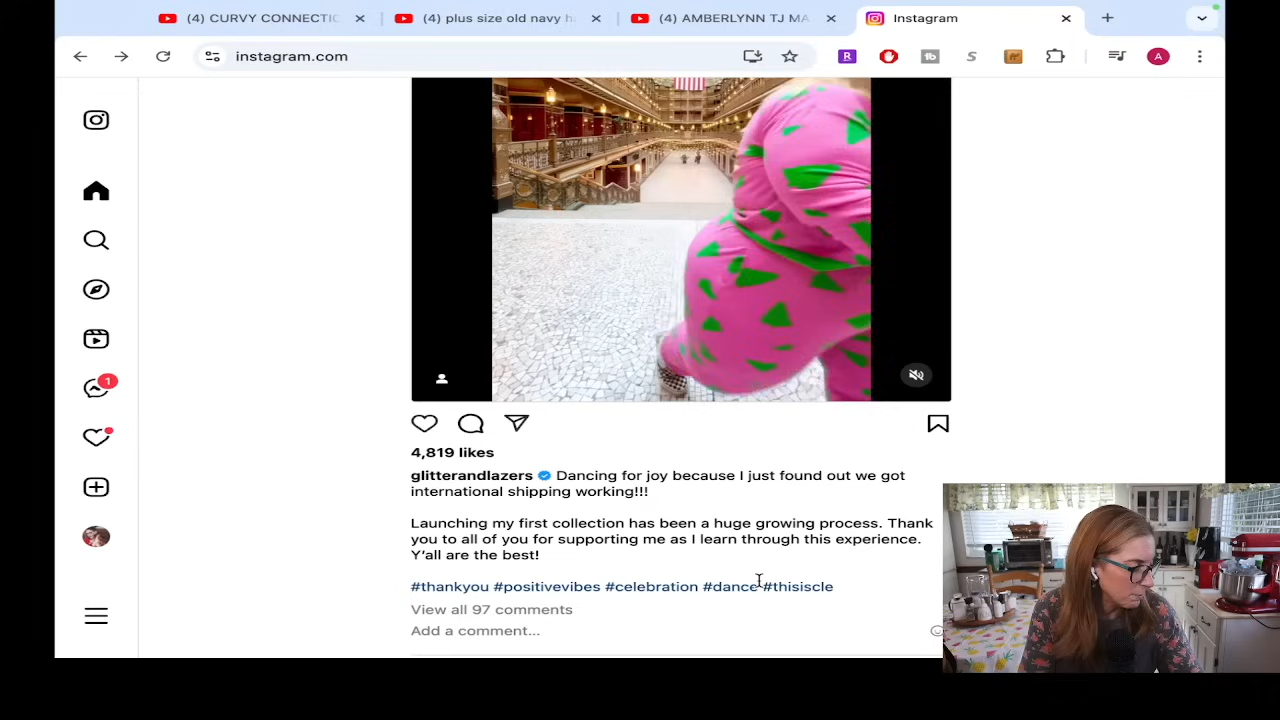 (4) CURVY CONNECTIC
(4) plus size old navy ha
(4) AMBERLYNN TJ MA
Instagram
instagram.com
R
tb
S
A
1
4,819 likes
glitterandlazers Dancing for joy because I just found out we got
international shipping working!!!
Launching my first collection has been a huge growing process. Thank
you to all of you for supporting me as I learn through this experience.
Y'all are the best!
#thankyou #positivevibes #celebration #dance #thisiscle
View all 97 comments
Add a comment...